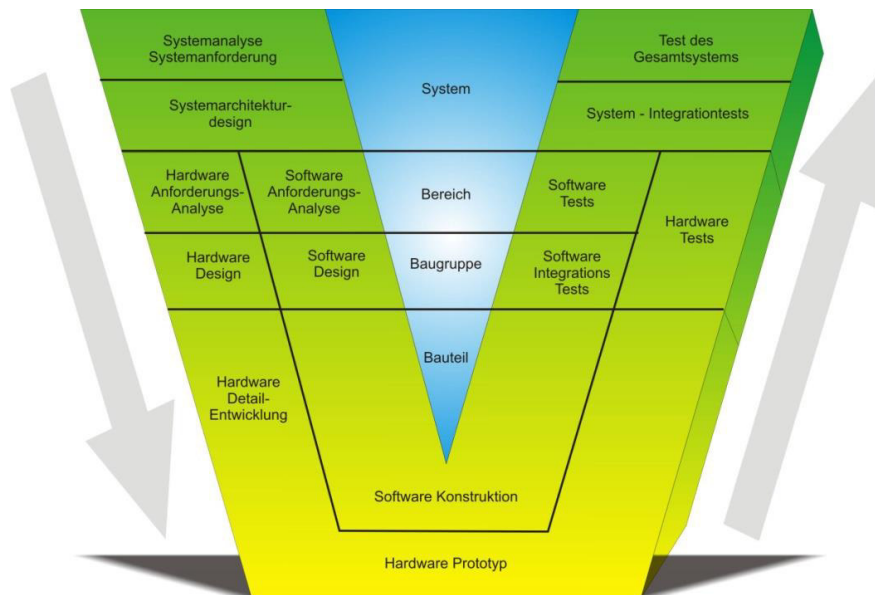 Systemanalyse
Systemanforderung
System
Test des
Gesamtsystems
Systemarchitektur-
design
System - Integrationtests
Hardware
Anforderungs-
Analyse
Software
Anforderungs-
Analyse
Bereich
Software
Tests
Hardware
Tests
Hardware
Design
Software
Design
Baugruppe
Software
Integrations
Tests
Bauteil
Hardware
Detail-
Entwicklung
Software Konstruktion
Hardware Prototyp